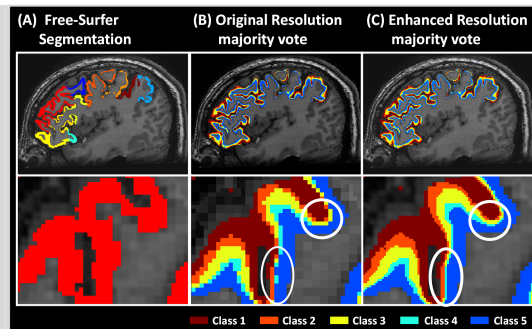 (A) Free-Surfer
Segmentation
(B) Original Resolution
majority vote
(C) Enhanced Resolution
majority vote
Class 1
Class 2
Class 3
Class 4
Class 5